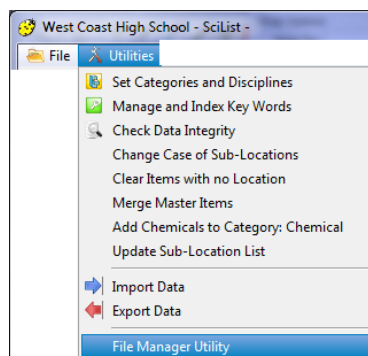 West Coast High School - SciList -
File Utilities
Set Categories and Disciplines
Manage and Index Key Words
Check Data Integrity
Change Case of Sub-Locations
Clear Items with no Location
Merge Master Items
Add Chemicals to Category: Chemical
Update Sub-Location List
Import Data
Export Data
File Manager Utility